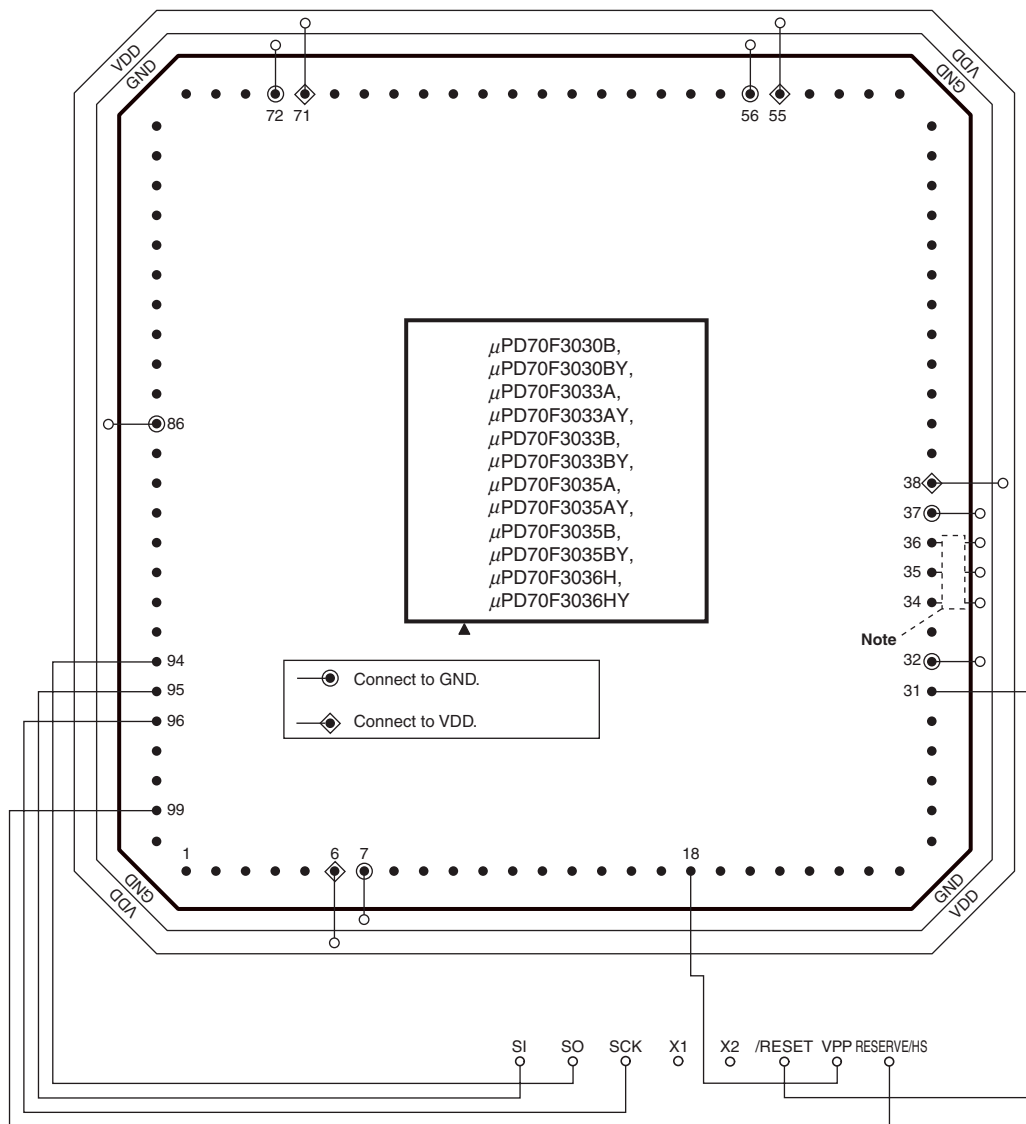 VDD
GND
VDD
GND
72 71
56 55
86
μPD70F3030B,
μPD70F3030BY,
μPD70F3033A,
μPD70F3033AY,
μPD70F3033B,
μPD70F3033BY,
μPD70F3035A,
μPD70F3035AY,
μPD70F3035B,
μPD70F3035BY,
μPD70F3036H,
μPD70F3036HY
38
37
36
35
34
Note
32
31
94
95
96
99
Connect to GND.
Connect to VDD.
1
6 7
18
GND
VDD
GND
VDD
SI SO SCK X1 X2 /RESET VPP RESERVE/HS